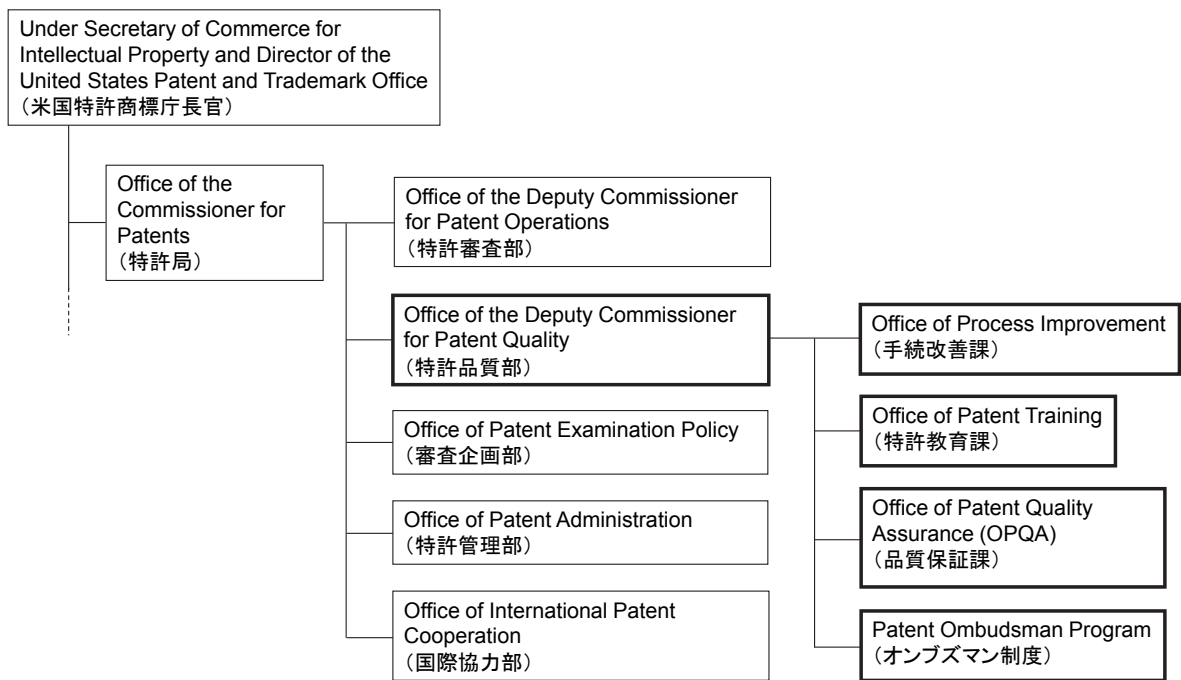 Under Secretary of Commerce for
Intellectual Property and Director of the
United States Patent and Trademark Office
（米国特許商標庁長官）
Office of the
Commissioner for
Patents
（特許局）
Office of the Deputy Commissioner
for Patent Operations
（特許審査部）
Office of the Deputy Commissioner
for Patent Quality
（特許品質部）
Office of Patent Examination Policy
（審査企画部）
Office of Patent Administration
（特許管理部）
Office of International Patent
Cooperation
（国際協力部）
Office of Process Improvement
（手続改善課）
Office of Patent Training
（特許教育課）
Office of Patent Quality
Assurance (OPQA)
（品質保証課）
Patent Ombudsman Program
（オンブズマン制度）